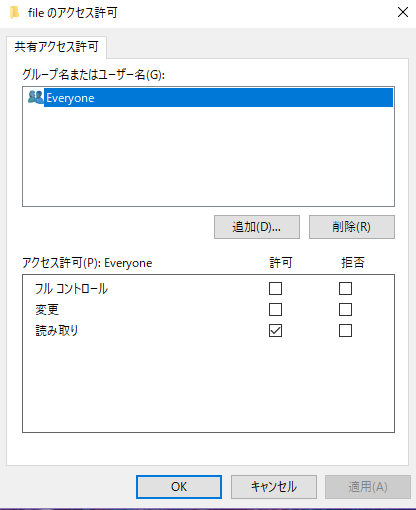 file のアクセス許可
共有アクセス許可
グループ名またはユーザー名(G):
Everyone
追加(D)... 削除(R)
アクセス許可(P): Everyone 許可 拒否
フル コントロール
変更
読み取り
OK キャンセル 適用(A)